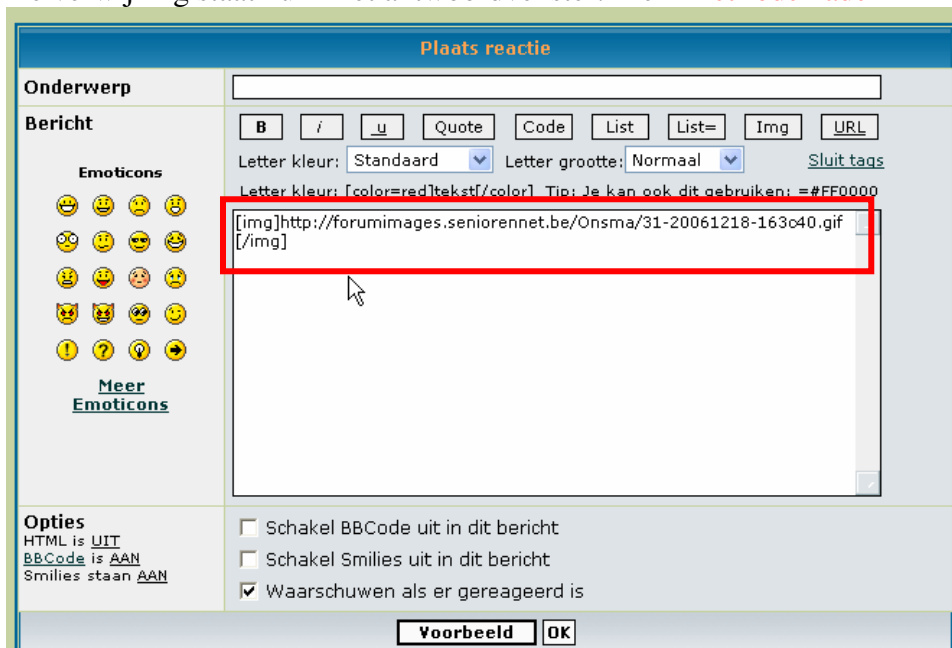 Plaats reactie
Onderwerp
Bericht
B i u Quote Code List List= Img URL
Letter kleur: Standaard Letter grootte: Normaal Sluit tags
Letter kleur: [color=red]tekst[/color] Tip: Je kan ook dit gebruiken: =#FF0000
Emoticons
[img]http://forumimages.seniorennet.be/Onsma/31-20061218-163c40.gif
[/img]
Meer
Emoticons
Opties
HTML is UIT
BBCode is AAN
Smilies staan AAN
Schakel BBCode uit in dit bericht
Schakel Smilies uit in dit bericht
Waarschuwen als er gereageerd is
Voorbeeld OK